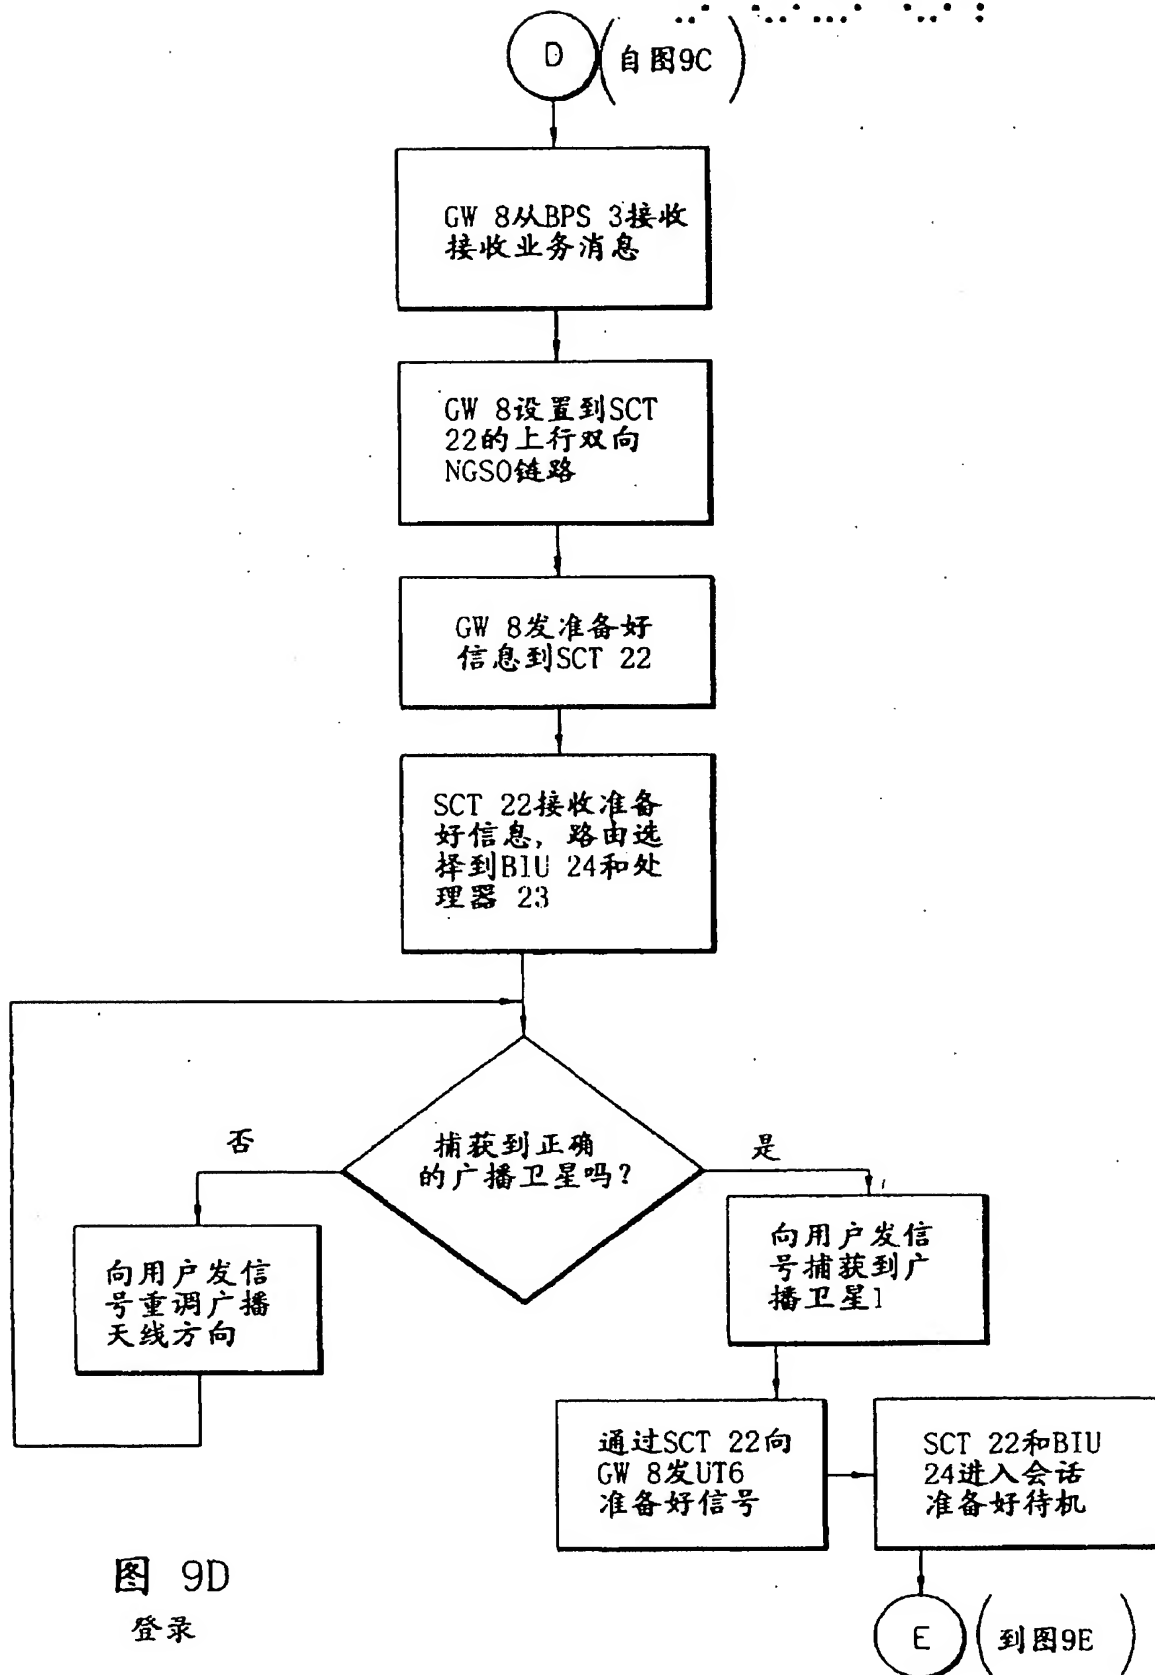 D
(自图9C)
GW 8从BPS 3接收
接收业务消息
GW 8设置到SCT
22的上行双向
NGSO链路
GW 8发准备好
信息到SCT 22
SCT 22接收准备
好信息, 路由选
择到BIU 24和处
理器 23
捕获到正确
的广播卫星吗?
否
是
向用户发信
号重调广播
天线方向
向用户发信
号捕获到广
播卫星1
通过SCT 22向
GW 8发UT6
准备好信号
SCT 22和BIU
24进入会话
准备好待机
E
(到图9E)
图 9D
登录